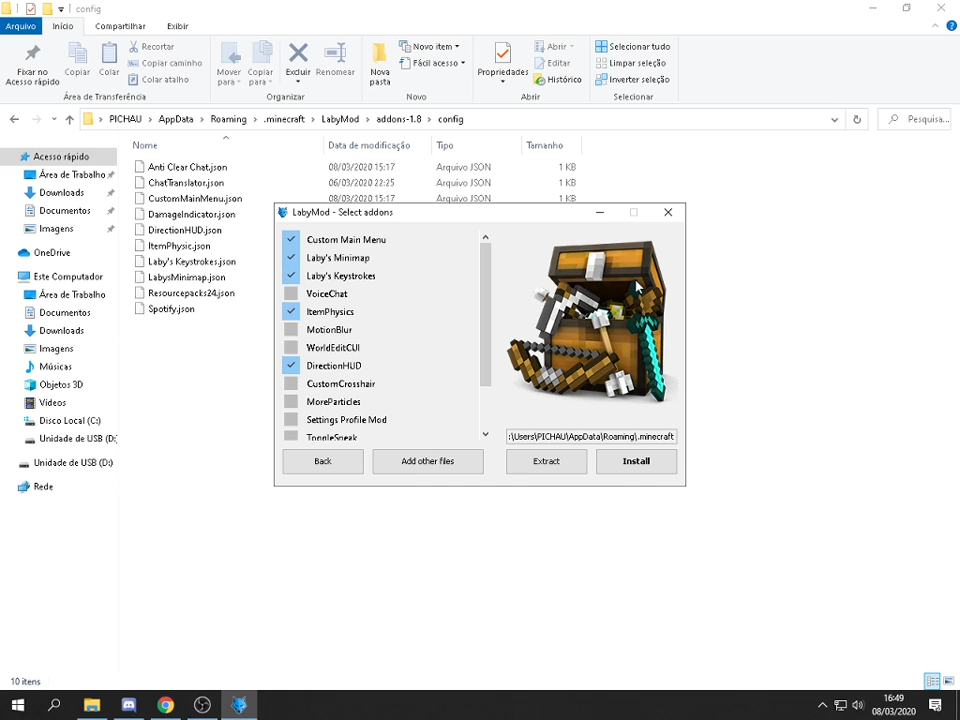 config
Arquivo
Início
Compartilhar
Exibir
Fixar no
Acesso rápido
Copiar
Colar
Recortar
Copiar caminho
Colar atalho
Área de Transferência
Mover
para
Copiar
para
Excluir
Renomear
Organizar
Nova
pasta
Novo item
Fácil acesso
Novo
Propriedades
Abrir
Editar
Histórico
Abrir
Selecionar tudo
Limpar seleção
Inverter seleção
Selecionar
PICHAU > AppData > Roaming > .minecraft > LabyMod > addons-1.8 > config
Pesquisa...
Nome Data de modificação Tipo Tamanho
Anti Clear Chat.json 08/03/2020 15:17 Arquivo JSON 1 KB
ChatTranslator.json 06/03/2020 22:25 Arquivo JSON 1 KB
CustomMainMenu.json 08/03/2020 15:17 Arquivo JSON 1 KB
DamageIndicator.json
DirectionHUD.json
ItemPhysic.json
Laby's Keystrokes.json
LabysMinimap.json
Resourcepacks24.json
Spotify.json
Acesso rápido
Área de Trabalho
Downloads
Documentos
Imagens
OneDrive
Este Computador
Área de Trabalho
Documentos
Downloads
Imagens
Músicas
Objetos 3D
Vídeos
Disco Local (C:)
Unidade de USB (D:
Unidade de USB (D:)
Rede
LabyMod - Select addons
Custom Main Menu
Laby's Minimap
Laby's Keystrokes
VoiceChat
ItemPhysics
MotionBlur
WorldEditCUI
DirectionHUD
CustomCrosshair
MoreParticles
Settings Profile Mod
ToggleSneak
:\Users\PICHAU\AppData\Roaming\.minecraft
Back
Add other files
Extract
Install
10 itens
16:49
08/03/2020